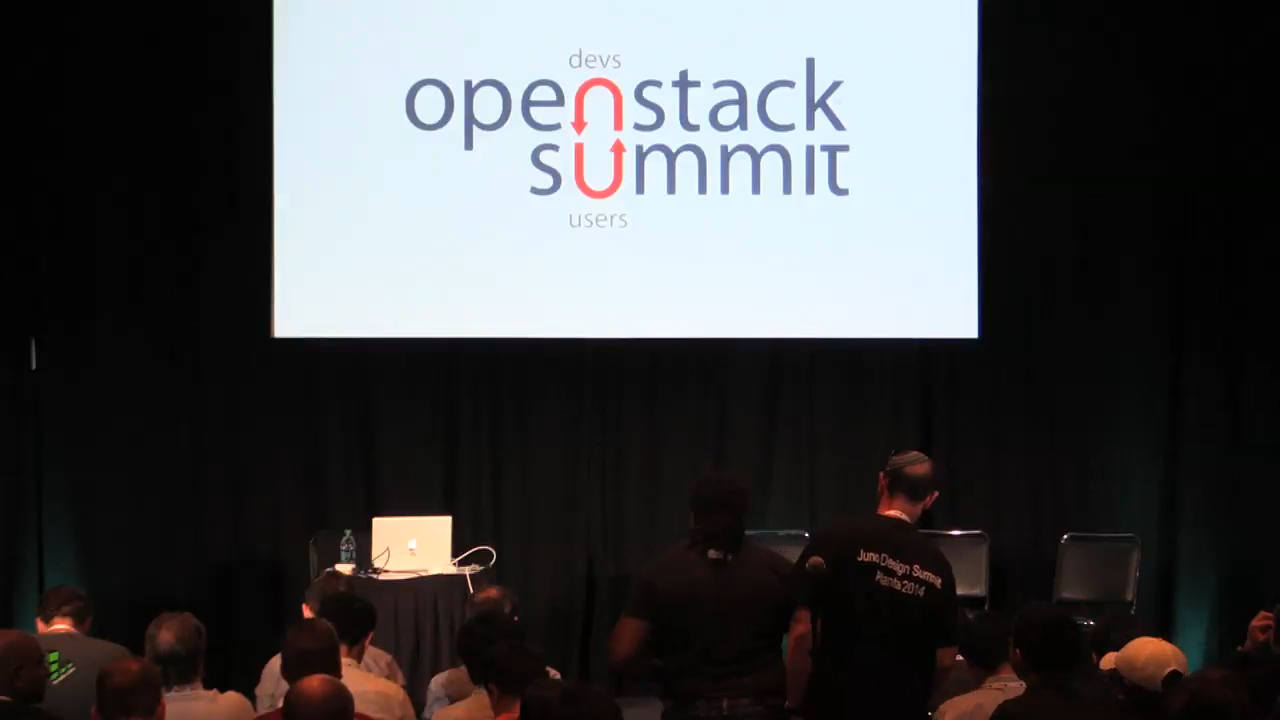 devs
openstack
summit
users
Juno Design Summit
Atlanta 2014